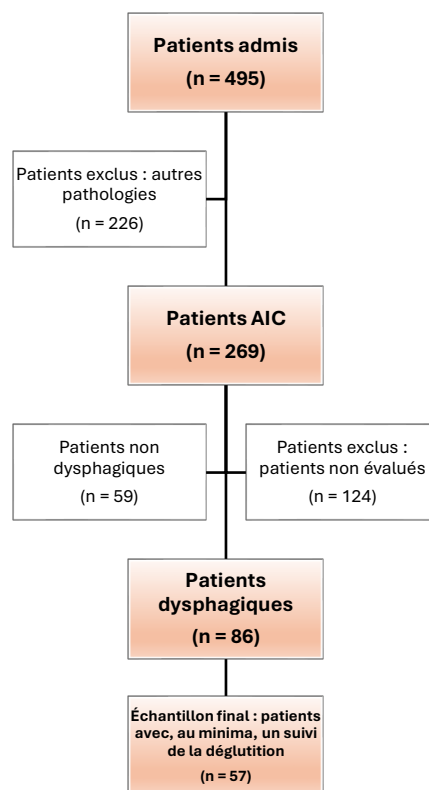 Patients admis
(n = 495)
Patients exclus : autres
pathologies
(n = 226)
Patients AIC
(n = 269)
Patients non
dysphagiques
(n = 59)
Patients exclus :
patients non évalués
(n = 124)
Patients
dysphagiques
(n = 86)
Échantillon final : patients
avec, au minima, un suivi
de la déglutition
(n = 57)